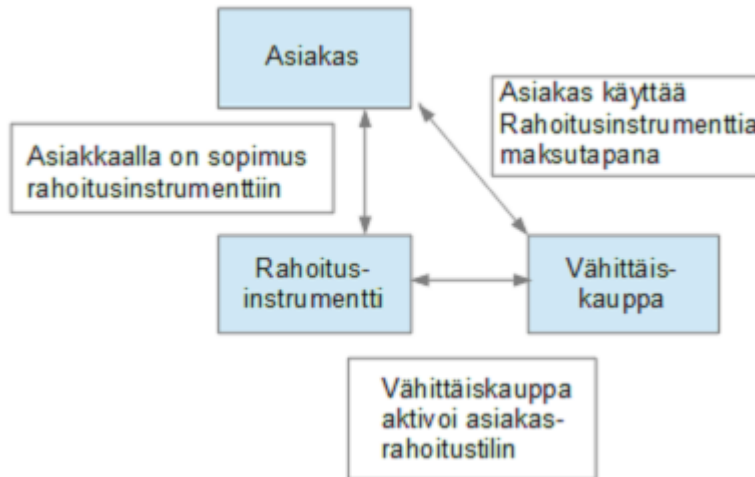 Asiakas
Asiakas käyttää
Rahoitusinstrumenttia
maksutapana
Asiakkaalla on sopimus
rahoitusinstrumenttiin
Rahoitus-
instrumentti
Vähittäis-
kauppa
Vähittäiskauppa
aktivoi asiakas-
rahoitustilin